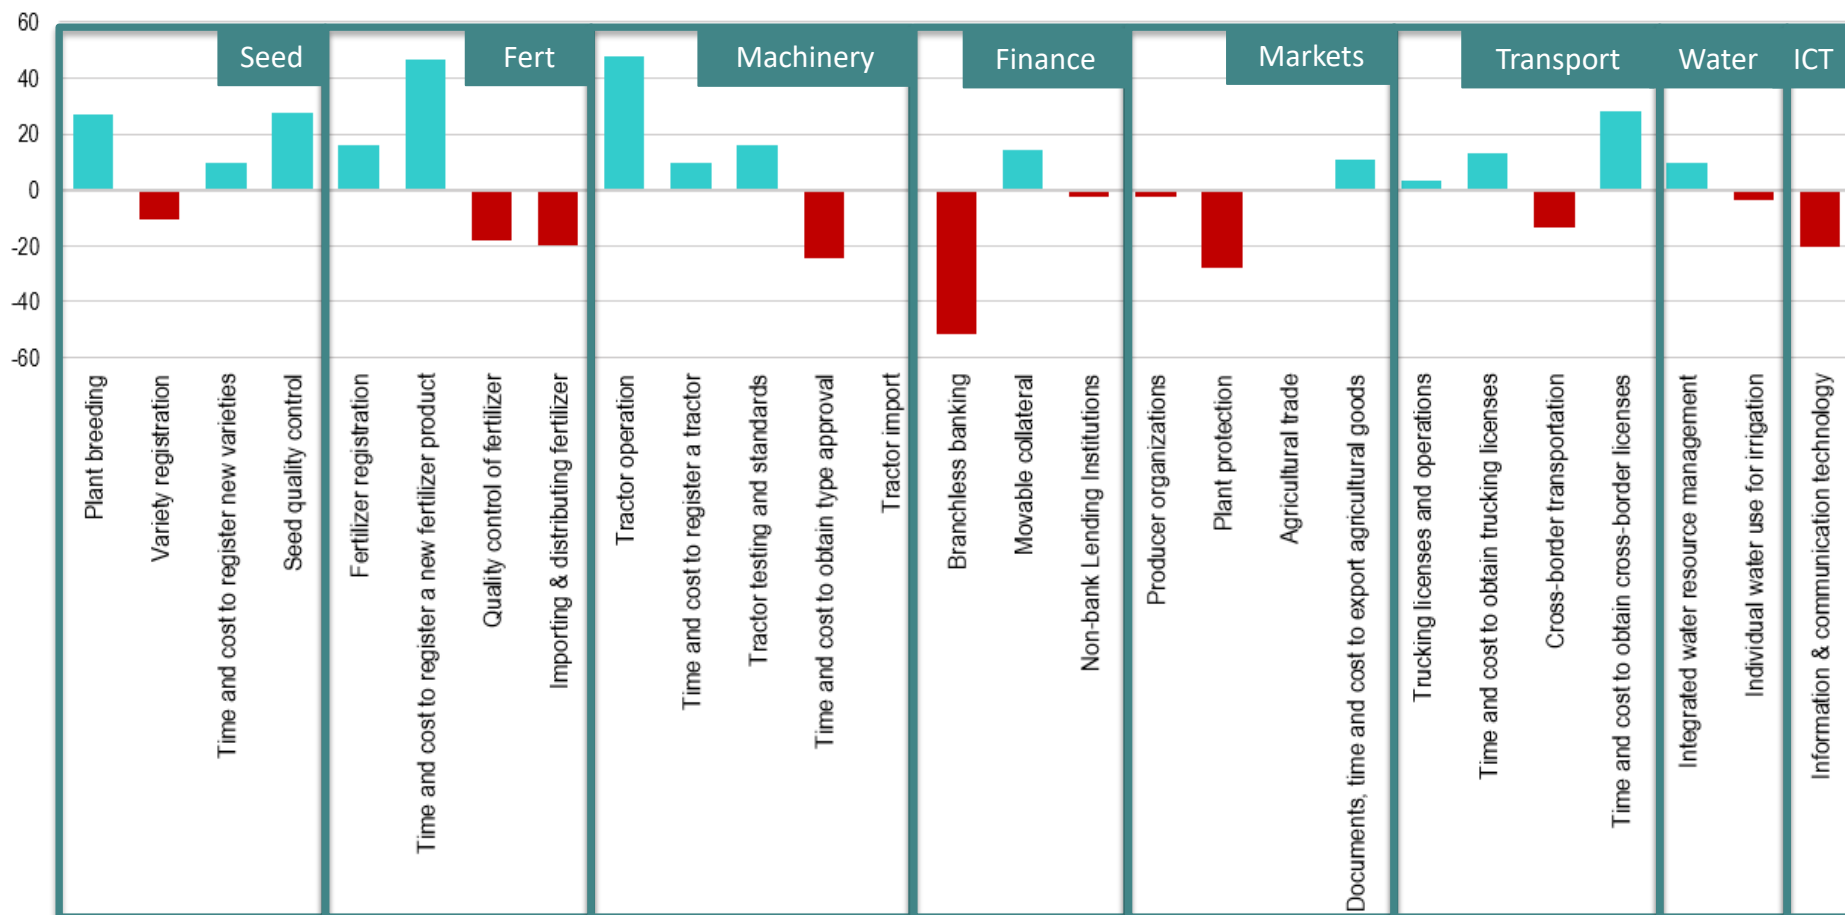 60
40
20
0
-20
-40
-60
Seed
Fert
Machinery
Finance
Markets
Transport
Water
ICT
Plant breeding
Variety registration
Time and cost to register new varieties
Seed quality control
Fertilizer registration
Time and cost to register a new fertilizer product
Quality control of fertilizer
Importing & distributing fertilizer
Tractor operation
Time and cost to register a tractor
Tractor testing and standards
Time and cost to obtain type approval
Tractor import
Branchless banking
Movable collateral
Non-bank Lending Institutions
Producer organizations
Plant protection
Agricultural trade
Documents, time and cost to export agricultural goods
Trucking licenses and operations
Time and cost to obtain trucking licenses
Cross-border transportation
Time and cost to obtain cross-border licenses
Integrated water resource management
Individual water use for irrigation
Information & communication technology